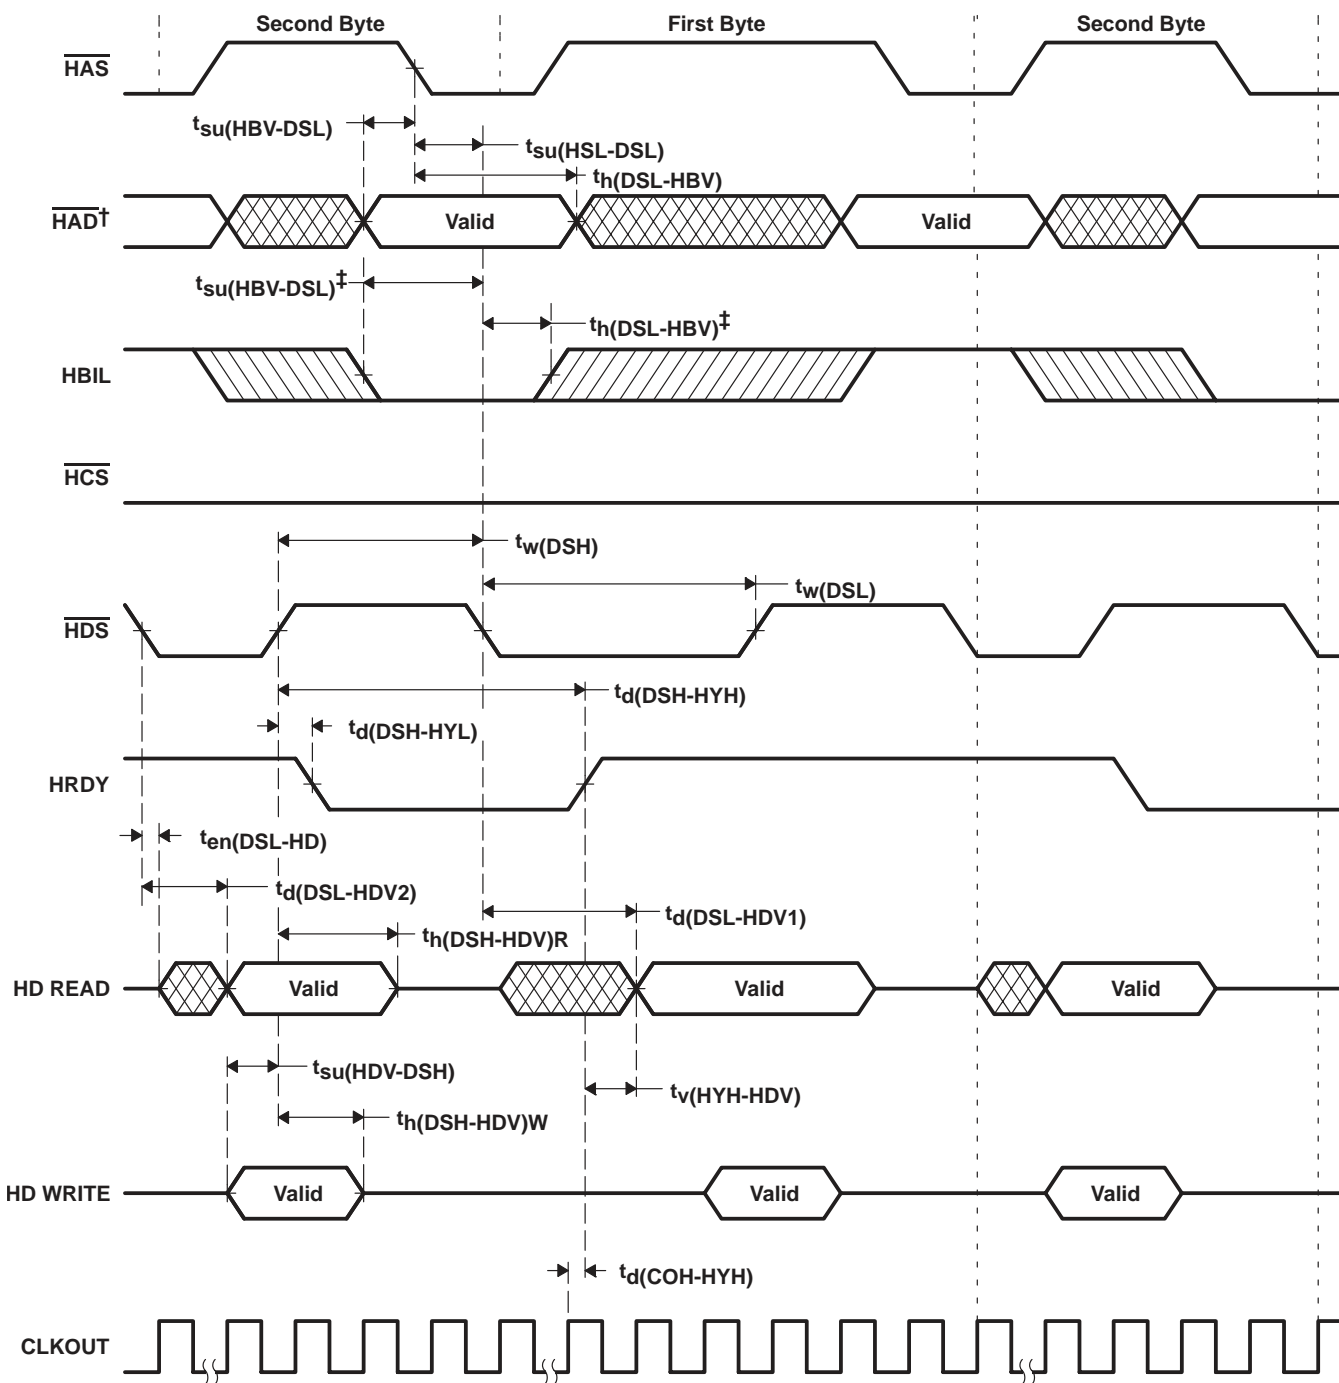 Second Byte First Byte Second Byte
HAS
tsu(HBV-DSL)
tsu(HSL-DSL)
th(DSL-HBV)
HAD†
Valid Valid
tsu(HBV-DSL)‡
th(DSL-HBV)‡
HBIL
HCS
tw(DSH)
tw(DSL)
HDS
td(DSH-HYH)
td(DSH-HYL)
HRDY
ten(DSL-HD)
td(DSL-HDV2)
td(DSL-HDV1)
th(DSH-HDV)R
HD READ
Valid Valid Valid
tsu(HDV-DSH)
tv(HYH-HDV)
th(DSH-HDV)W
HD WRITE
Valid Valid Valid
td(COH-HYH)
CLKOUT